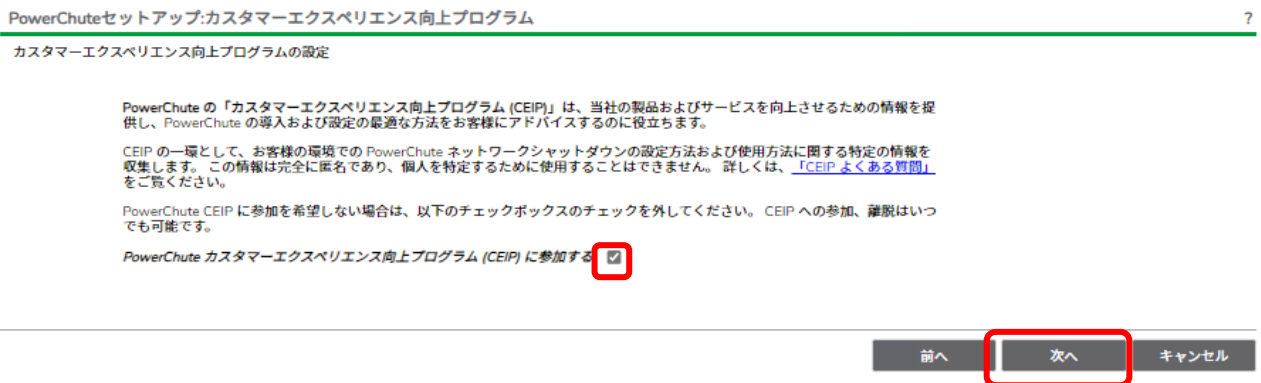 PowerChuteセットアップ:カスタマーエクスペリエンス向上プログラム ?
カスタマーエクスペリエンス向上プログラムの設定
PowerChute の「カスタマーエクスペリエンス向上プログラム (CEIP)」は、当社の製品およびサービスを向上させるための情報を提
供し、PowerChute の導入および設定の最適な方法をお客様にアドバイスするのに役立ちます。
CEIP の一環として、お客様の環境での PowerChute ネットワークシャットダウンの設定方法および使用方法に関する特定の情報を
収集します。 この情報は完全に匿名であり、個人を特定するために使用することはできません。 詳しくは、「CEIP よくある質問」
をご覧ください。
PowerChute CEIP に参加を希望しない場合は、以下のチェックボックスのチェックを外してください。 CEIP への参加、離脱はいつ
でも可能です。
PowerChute カスタマーエクスペリエンス向上プログラム (CEIP) に参加する
前へ 次へ キャンセル